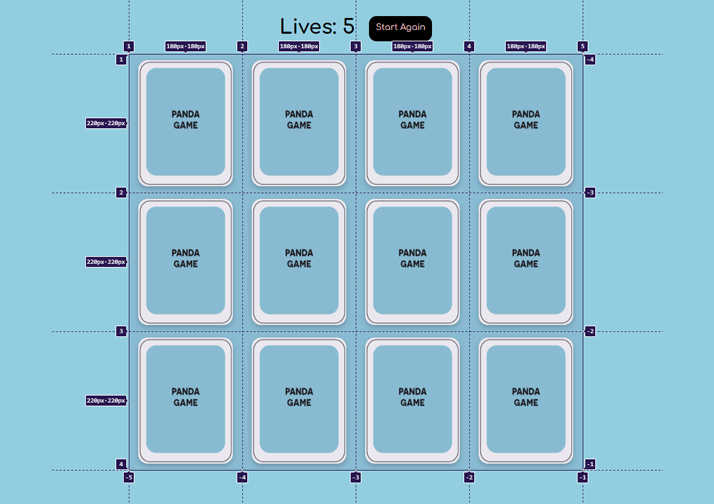 Lives: 5 Start Again
1 180px·180px 2 180px·180px 3 180px·180px 4 180px·180px 5
1 -4
PANDA PANDA PANDA PANDA
220px·220px GAME GAME GAME GAME
2 -3
PANDA PANDA PANDA PANDA
220px·220px GAME GAME GAME GAME
3 -2
PANDA PANDA PANDA PANDA
220px·220px GAME GAME GAME GAME
4 -1
-5 -4 -3 -2 -1